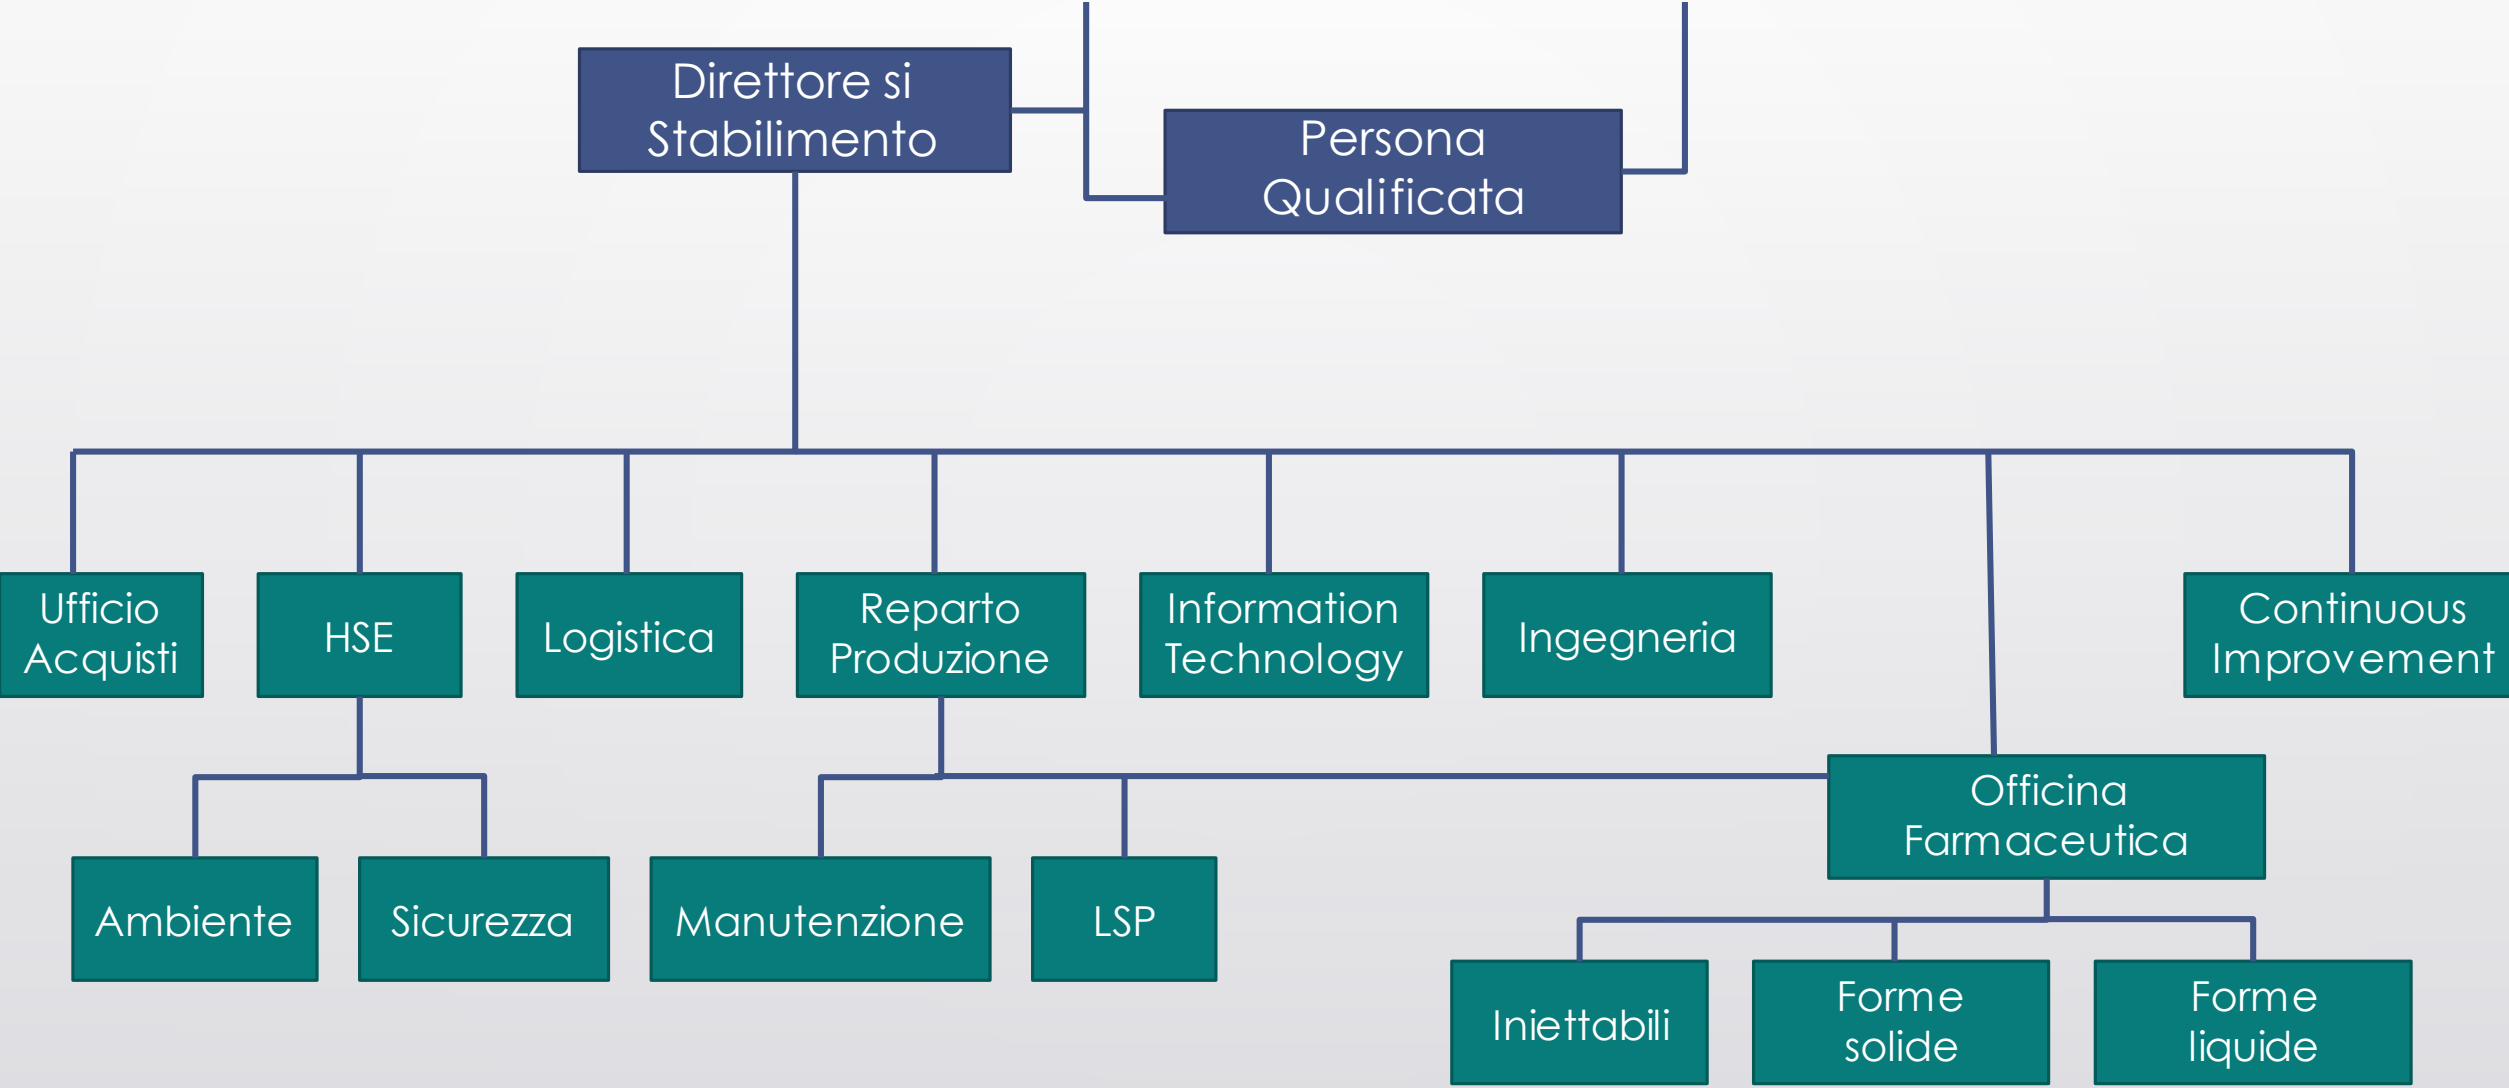 Direttore si
Stabilimento
Persona
Qualificata
Ufficio
Acquisti
HSE
Logistica
Reparto
Produzione
Information
Technology
Ingegneria
Continuous
Improvement
Officina
Farmaceutica
Ambiente
Sicurezza
Manutenzione
LSP
Iniettabili
Forme
solide
Forme
liquide